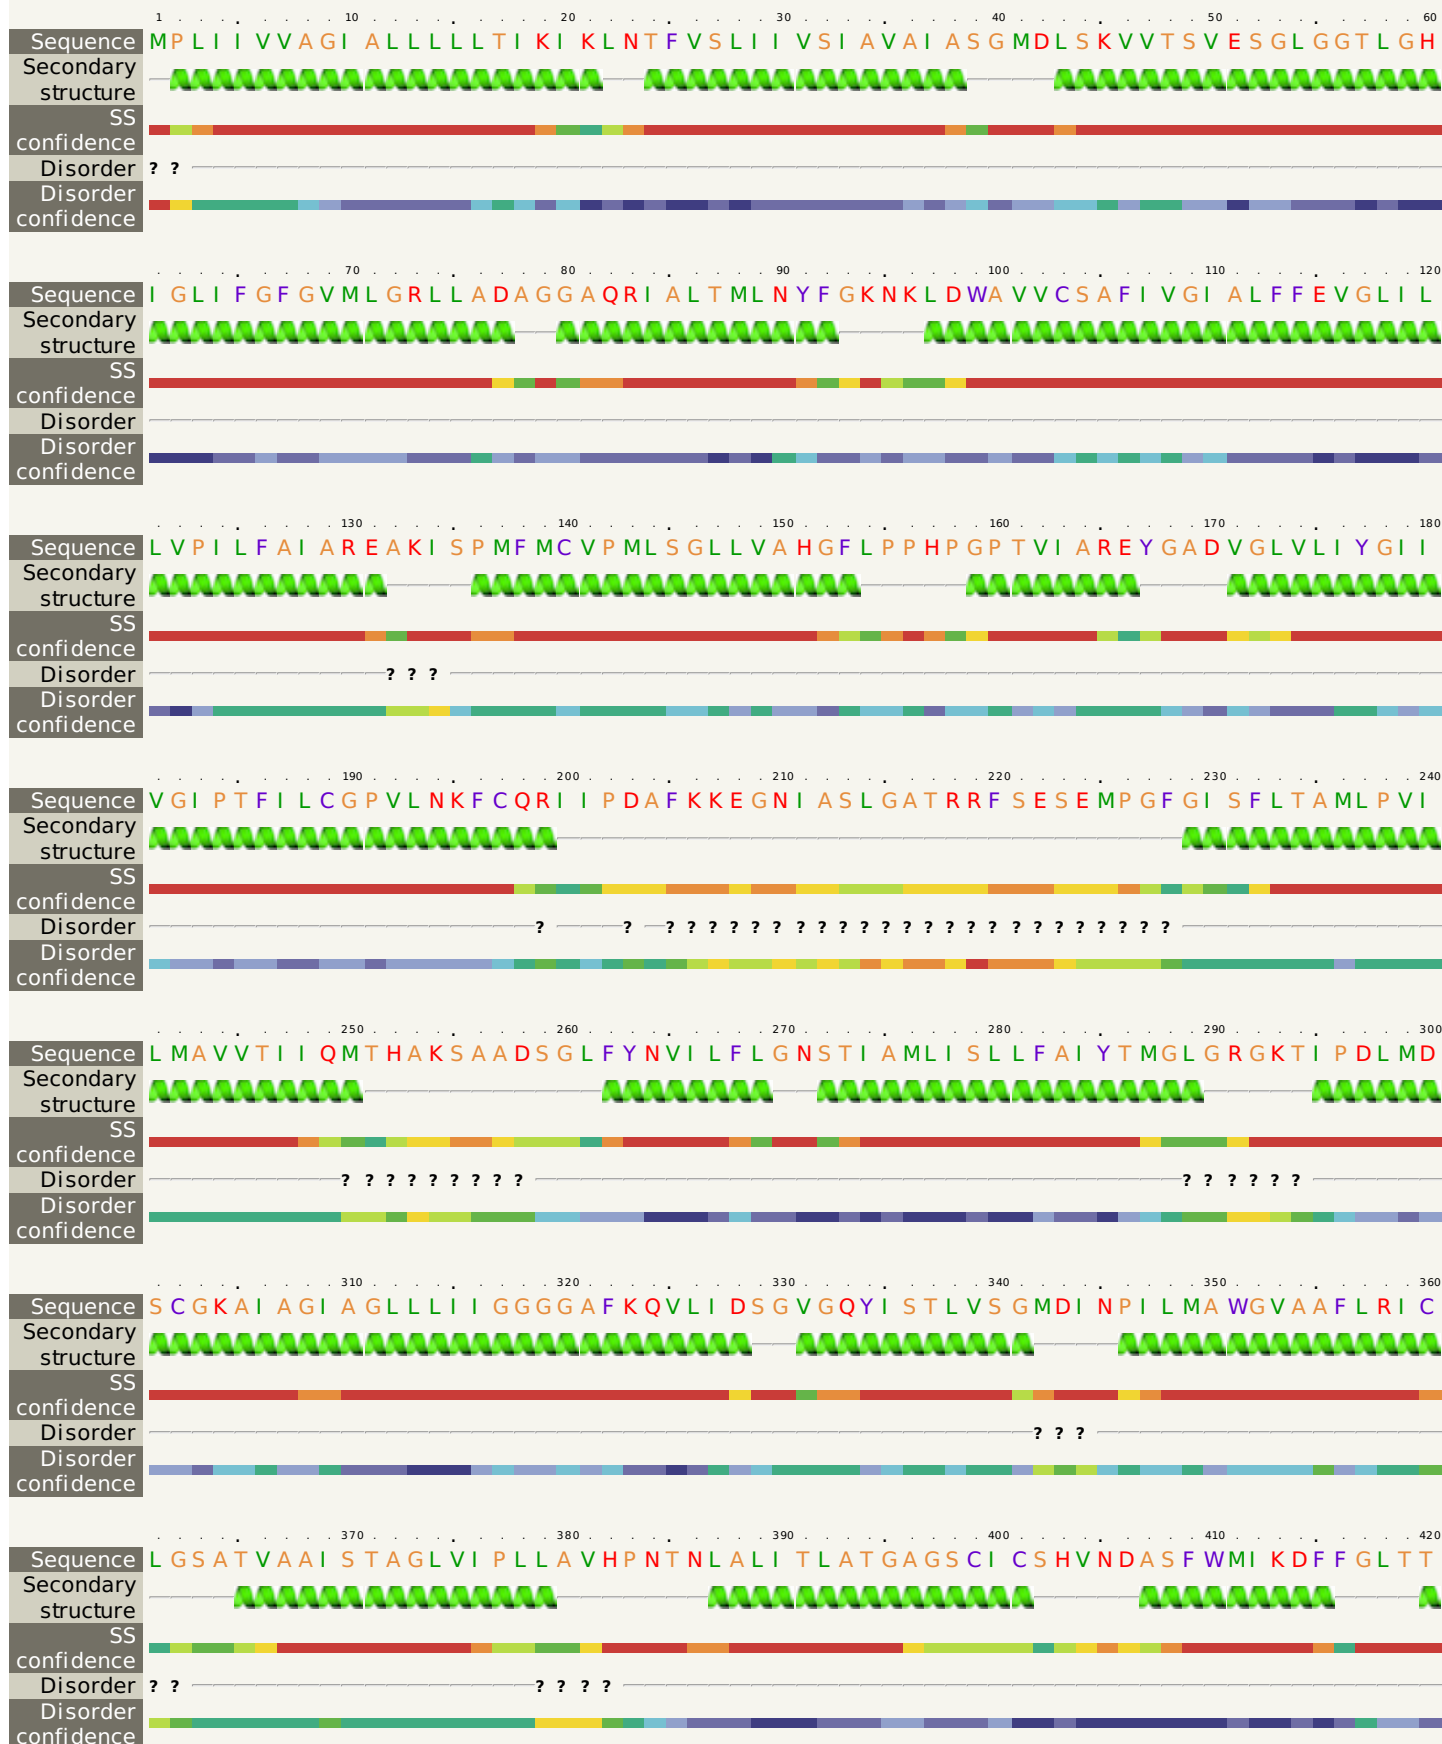 1 . . . . . . . . 10 . . . . . . . . . 20 . . . . . . . . . 30 . . . . . . . . . 40 . . . . . . . . . 50 . . . . . . . . . 60
Sequence MPLIIVVAGIALLLLLTIKIKLNTFVSLIIVSIAVAIASGMDLSKVVTSVESGLGGTLGH
Secondary
structure
SS
confidence
Disorder ? ?
Disorder
confidence
. . . . . . . . . 70 . . . . . . . . . 80 . . . . . . . . . 90 . . . . . . . . . 100 . . . . . . . . . 110 . . . . . . . . . 120
Sequence IGLIFGFGVMLGRLLADAGGAQRIALTMLNYFGKNKLDWAVVCSAFIVGIALFFEVGLIL
Secondary
structure
SS
confidence
Disorder
Disorder
confidence
. . . . . . . . . 130 . . . . . . . . . 140 . . . . . . . . . 150 . . . . . . . . . 160 . . . . . . . . . 170 . . . . . . . . . 180
Sequence LVPILFAIAREAKISPMFMCVPMLSGLLVAHGFLPPHPGPTVIAREYGADVGLVLIYGII
Secondary
structure
SS
confidence
Disorder ? ? ?
Disorder
confidence
. . . . . . . . . 190 . . . . . . . . . 200 . . . . . . . . . 210 . . . . . . . . . 220 . . . . . . . . . 230 . . . . . . . . . 240
Sequence VGIPTFILCGPVLNKFCQRIIPDAFKKEGNIASLGATRRFSESEMPGFGISFLTAMLPVI
Secondary
structure
SS
confidence
Disorder ? ? ? ? ? ? ? ? ? ? ? ? ? ? ? ? ? ? ? ? ? ? ? ? ? ?
Disorder
confidence
. . . . . . . . . 250 . . . . . . . . . 260 . . . . . . . . . 270 . . . . . . . . . 280 . . . . . . . . . 290 . . . . . . . . . 300
Sequence LMAVVTIIQMTHAKSAADSGLFYNVILFLGNSTIAMLISLLFAIYTMGLGRGKTIPDLMD
Secondary
structure
SS
confidence
Disorder ? ? ? ? ? ? ? ? ? ? ? ? ? ? ?
Disorder
confidence
. . . . . . . . . 310 . . . . . . . . . 320 . . . . . . . . . 330 . . . . . . . . . 340 . . . . . . . . . 350 . . . . . . . . . 360
Sequence SCGKAIAGIAGLLLIIGGGGAFKQVLIDSGVGQYISTLVSGMDINPILMAWGVAAFLRIC
Secondary
structure
SS
confidence
Disorder ? ? ?
Disorder
confidence
. . . . . . . . . 370 . . . . . . . . . 380 . . . . . . . . . 390 . . . . . . . . . 400 . . . . . . . . . 410 . . . . . . . . . 420
Sequence LGSATVAAISTAGLVIPLLAVHPNTNLALITLATGAGSCICSHVNDASFWMIKDFFGLTT
Secondary
structure
SS
confidence
Disorder ? ? ? ? ? ?
Disorder
confidence